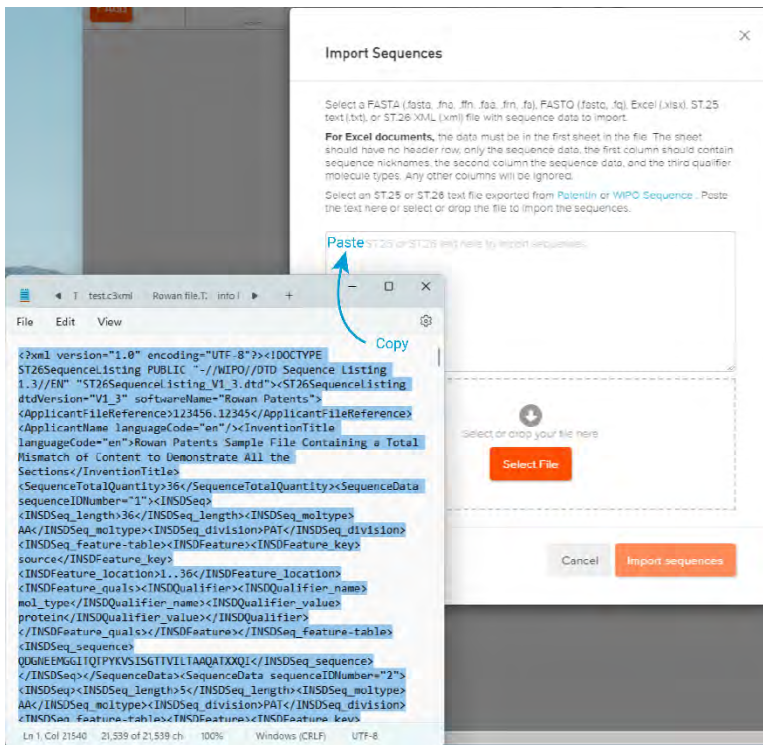 Import Sequences
Select a FASTA (.fasta, .fna, .ffn, .faa, .frn, .fa), FASTQ (.fastq, .fq), Excel (.xlsx), ST.25
text (.txt), or ST.26 XML (.xml) file with sequence data to import.
For Excel documents, the data must be in the first sheet in the file. The sheet
should have no header row, only the sequence data, the first column should contain
sequence nicknames, the second column the sequence data, and the third qualifier
molecule types. Any other columns will be ignored.
Select an ST.25 or ST.26 text file exported from PatentIn or WIPO Sequence . Paste
the text here or select or drop the file to import the sequences.
Paste ST.25 or ST.26 text here to import sequences
Copy
Select or drop your file here
Select File
Cancel
Import sequences
T
test.c3xml
Rowan file.T.
info I
+
File Edit View
<?xml version="1.0" encoding="UTF-8"?><!DOCTYPE
ST26SequenceListing PUBLIC "-//WIPO//DTD Sequence Listing
1.3//EN" "ST26SequenceListing_V1_3.dtd"><ST26SequenceListing
dtdVersion="V1_3" softwareName="Rowan Patents">
<ApplicantFileReference>123456.12345</ApplicantFileReference>
<ApplicantName languageCode="en"/><InventionTitle
languageCode="en">Rowan Patents Sample File Containing a Total
Mismatch of Content to Demonstrate All the
Sections</InventionTitle>
<SequenceTotalQuantity>36</SequenceTotalQuantity><SequenceData
sequenceIDNumber="1"><INSDSeq>
<INSDSeq_length>36</INSDSeq_length><INSDSeq_moltype>
AA</INSDSeq_moltype><INSDSeq_division>PAT</INSDSeq_division>
<INSDSeq_feature-table><INSDFeature><INSDFeature_key>
source</INSDFeature_key>
<INSDFeature_location>1..36</INSDFeature_location>
<INSDFeature_quals><INSDQualifier><INSDQualifier_name>
mol_type</INSDQualifier_name><INSDQualifier_value>
protein</INSDQualifier_value></INSDQualifier>
</INSDFeature_quals></INSDFeature></INSDSeq_feature-table>
<INSDSeq_sequence>
QDGNEEMGGITQTPYKVSISGTTVILTAAQATXXQI</INSDSeq_sequence>
</INSDSeq></SequenceData><SequenceData sequenceIDNumber="2">
<INSDSeq><INSDSeq_length>5</INSDSeq_length><INSDSeq_moltype>
AA</INSDSeq_moltype><INSDSeq_division>PAT</INSDSeq_division>
<INSDSeq_feature-table><INSDFeature><INSDFeature_key>
Ln 1, Col 21540 21,539 of 21,539 ch 100% Windows (CRLF) UTF-8